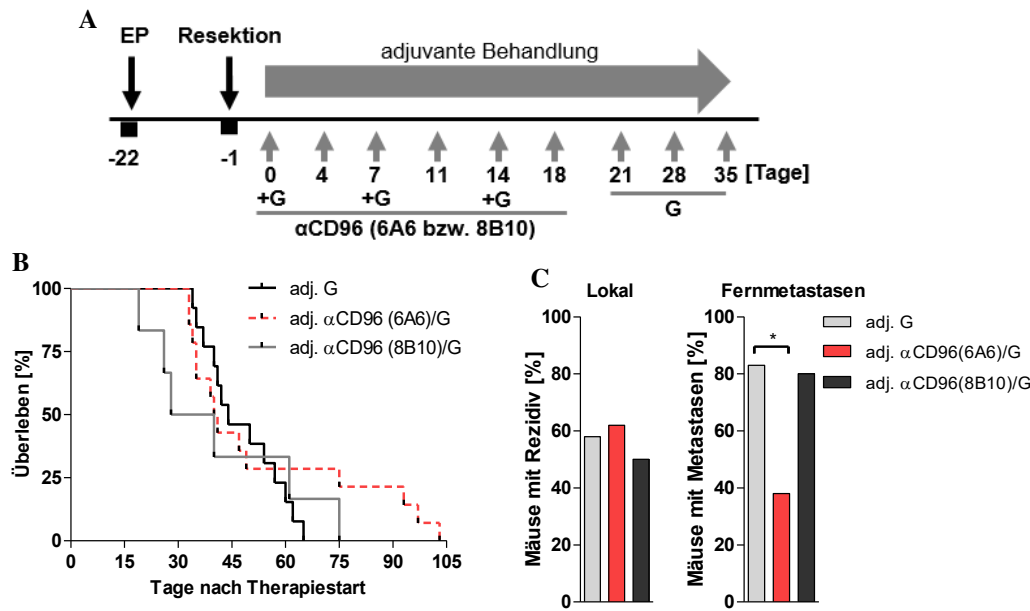 A
EP Resektion
adjuvante Behandlung
-22 -1 0 4 7 11 14 18 21 28 35 [Tage]
+G +G +G G
αCD96 (6A6 bzw. 8B10)
B
Überleben [%]
100
75
50
25
0
0 15 30 45 60 75 90 105
Tage nach Therapiestart
adj. G
adj. αCD96 (6A6)/G
adj. αCD96 (8B10)/G
C
Lokal
Mäuse mit Rezidiv [%]
100
80
60
40
20
0
Fernmetastasen
Mäuse mit Metastasen [%]
100
80
60
40
20
0
*
adj. G
adj. αCD96(6A6)/G
adj. αCD96(8B10)/G